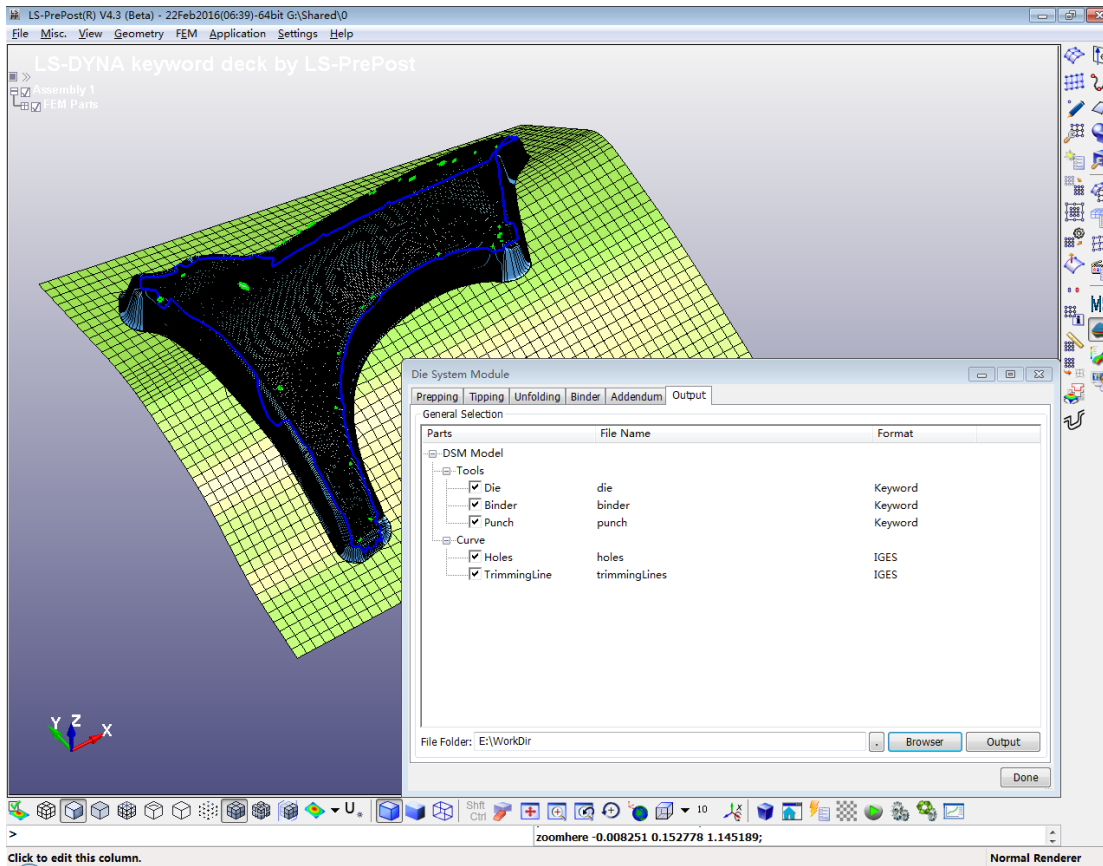 LS-PrePost(R) V4.3 (Beta) - 22Feb2016(06:39)-64bit G:\Shared\0
File Misc. View Geometry FEM Application Settings Help
LS-DYNA keyword deck by LS-PrePost
Assembly 1
FEM Parts
Die System Module
Prepping Tipping Unfolding Binder Addendum Output
General Selection
Parts File Name Format
DSM Model
Tools
Die die Keyword
Binder binder Keyword
Punch punch Keyword
Curve
Holes holes IGES
TrimmingLine trimmingLines IGES
File Folder: E:\WorkDir . Browser Output
Done
Y Z X
Shft
Ctrl
10
>
zoomhere -0.008251 0.152778 1.145189;
Click to edit this column. Normal Renderer